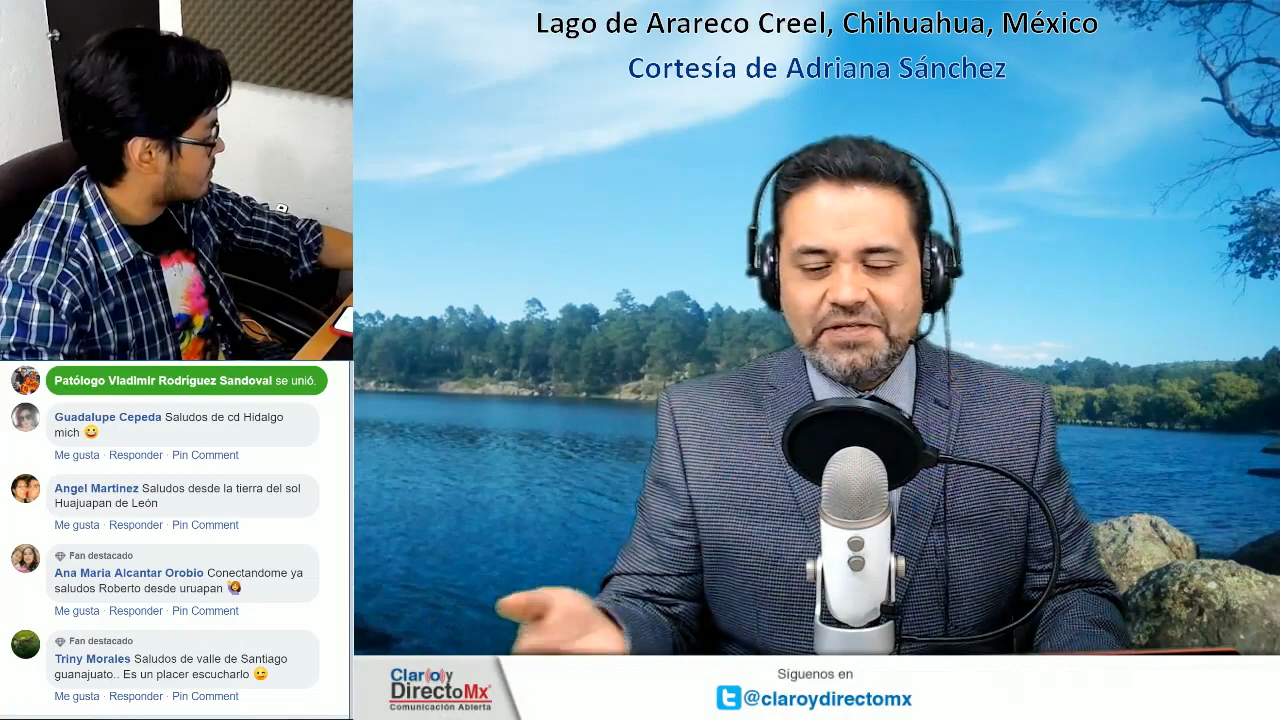 Lago de Arareco Creel, Chihuahua, México
Cortesía de Adriana Sánchez
Patólogo Vladimir Rodríguez Sandoval se unió.
Guadalupe Cepeda Saludos de cd Hidalgo
mich 😀
Me gusta · Responder · Pin Comment
Angel Martinez Saludos desde la tierra del sol
Huajuapan de León
Me gusta · Responder · Pin Comment
Fan destacado
Ana María Alcantar Orobio Conectandome ya
saludos Roberto desde uruapan 🙋
Me gusta · Responder · Pin Comment
Fan destacado
Triny Morales Saludos de valle de Santiago
guanajuato.. Es un placer escucharlo 😉
Me gusta · Responder · Pin Comment
Claro y
DirectoMx
Comunicación Abierta
Síguenos en
@claroydirectomx